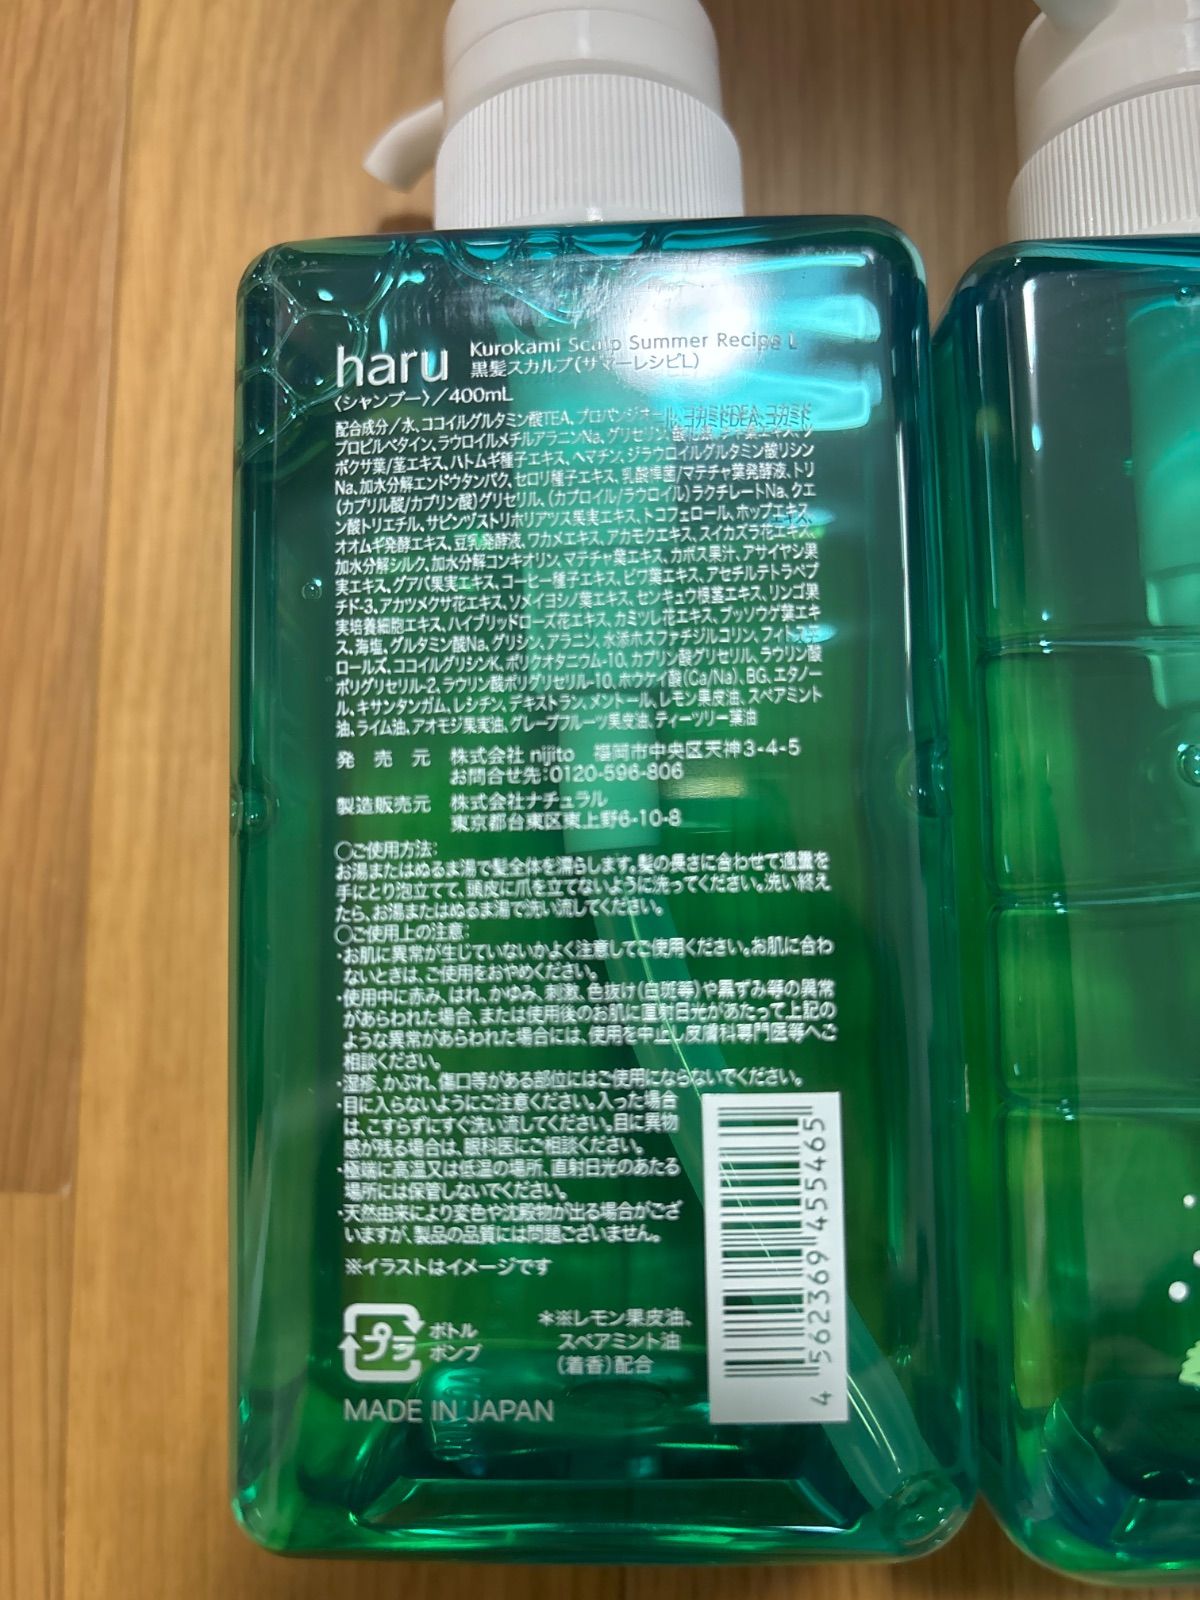 haru
Kurokami Scalp Summer Recipe L
黒髪スカルプ(サマーレシピL)
〈シャンプー〉／400mL
配合成分／水、ココイルグルタミン酸TEA、プロパンジオール、コカミドDEA、コカミド
プロピルベタイン、ラウロイルメチルアラニンNa、グリセリン、酸化銀、チャ葉エキス、ツ
ボクサ葉/茎エキス、ハトムギ種子エキス、ヘマチン、ジラウロイルグルタミン酸リシン
Na、加水分解エンドウタンパク、セロリ種子エキス、乳酸桿菌/マテチャ葉発酵液、トリ
(カプリル酸/カプリン酸)グリセリル、(カプロイル/ラウロイル)ラクチレートNa、クエ
ン酸トリエチル、サピンヅストリホリアツス果実エキス、トコフェロール、ホップエキス、
オオムギ発酵エキス、豆乳発酵液、ワカメエキス、アカモクエキス、スイカズラ花エキス、
加水分解シルク、加水分解コンキオリン、マテチャ葉エキス、カボス果汁、アサイヤシ果
実エキス、グアバ果実エキス、コーヒー種子エキス、ビワ葉エキス、アセチルテトラペプ
チド-3、アカツメクサ花エキス、ソメイヨシノ葉エキス、センキュウ根茎エキス、リンゴ果
実培養細胞エキス、ハイブリッドローズ花エキス、カミツレ花エキス、ブッソウゲ葉エキ
ス、海塩、グルタミン酸Na、グリシン、アラニン、水添ホスファチジルコリン、フィトステ
ロールズ、ココイルグリシンK、ポリクオタニウム-10、カプリン酸グリセリル、ラウリン酸
ポリグリセリル-2、ラウリン酸ポリグリセリル-10、ホウケイ酸(Ca/Na)、BG、エタノー
ル、キサンタンガム、レシチン、デキストラン、メントール、レモン果皮油、スペアミント
油、ライム油、アオモジ果実油、グレープフルーツ果皮油、ティーツリー葉油
発売元 株式会社 nijito 福岡市中央区天神3-4-5
お問合せ先：0120-596-806
製造販売元 株式会社ナチュラル
東京都台東区東上野6-10-8
○ご使用方法：
お湯またはぬるま湯で髪全体を濡らします。髪の長さに合わせて適量を
手にとり泡立てて、頭皮に爪を立てないように洗ってください。洗い終え
たら、お湯またはぬるま湯で洗い流してください。
○ご使用上の注意：
・お肌に異常が生じていないかよく注意してご使用ください。お肌に合わ
ないときは、ご使用をおやめください。
・使用中に赤み、はれ、かゆみ、刺激、色抜け(白斑等)や黒ずみ等の異常
があらわれた場合、または使用後のお肌に直射日光があたって上記の
ような異常があらわれた場合には、使用を中止し皮膚科専門医等へご
相談ください。
・湿疹、かぶれ、傷口等がある部位にはご使用にならないでください。
・目に入らないようにご注意ください。入った場合
は、こすらずにすぐ洗い流してください。目に異物
感が残る場合は、眼科医にご相談ください。
・極端に高温又は低温の場所、直射日光のあたる
場所には保管しないでください。
・天然由来により変色や沈殿物が出る場合がござ
いますが、製品の品質には問題ございません。
※イラストはイメージです
プラ
ボトル
ポンプ
＊※レモン果皮油、
スペアミント油
(着香)配合
MADE IN JAPAN
4 562369 455465